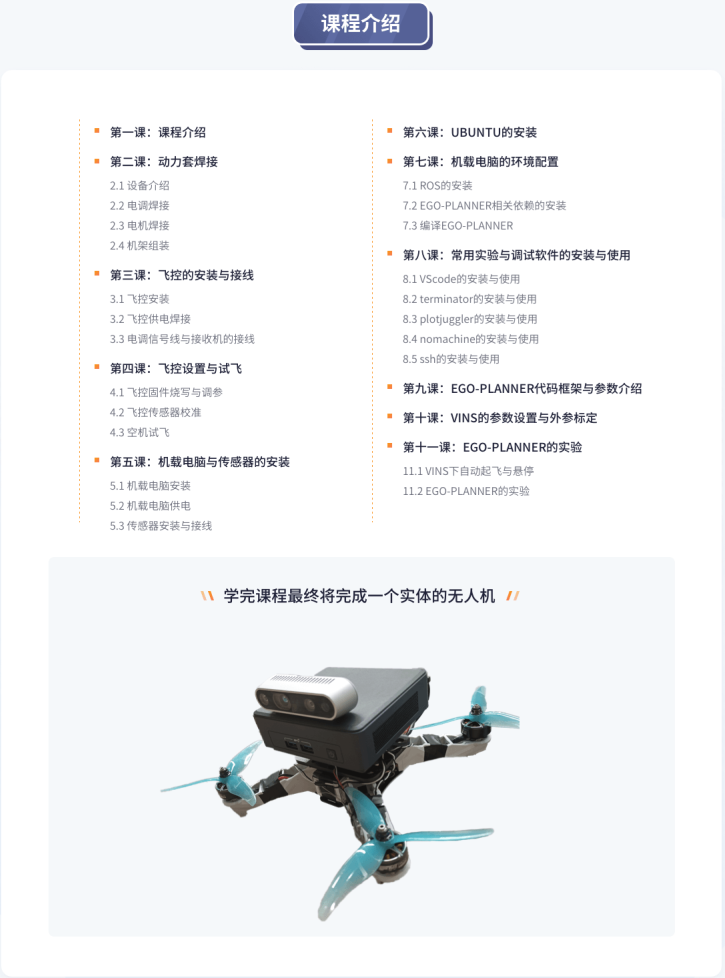 课程介绍
第一课：课程介绍
第二课：动力套焊接
2.1 设备介绍
2.2 电调焊接
2.3 电机焊接
2.4 机架组装
第三课：飞控的安装与接线
3.1 飞控安装
3.2 飞控供电焊接
3.3 电调信号线与接收机的接线
第四课：飞控设置与试飞
4.1 飞控固件烧写与调参
4.2 飞控传感器校准
4.3 空机试飞
第五课：机载电脑与传感器的安装
5.1 机载电脑安装
5.2 机载电脑供电
5.3 传感器安装与接线
第六课：UBUNTU的安装
第七课：机载电脑的环境配置
7.1 ROS的安装
7.2 EGO-PLANNER相关依赖的安装
7.3 编译EGO-PLANNER
第八课：常用实验与调试软件的安装与使用
8.1 VScode的安装与使用
8.2 terminator的安装与使用
8.3 plotjuggler的安装与使用
8.4 nomachine的安装与使用
8.5 ssh的安装与使用
第九课：EGO-PLANNER代码框架与参数介绍
第十课：VINS的参数设置与外参标定
第十一课：EGO-PLANNER的实验
11.1 VINS下自动起飞与悬停
11.2 EGO-PLANNER的实验
学完课程最终将完成一个实体的无人机